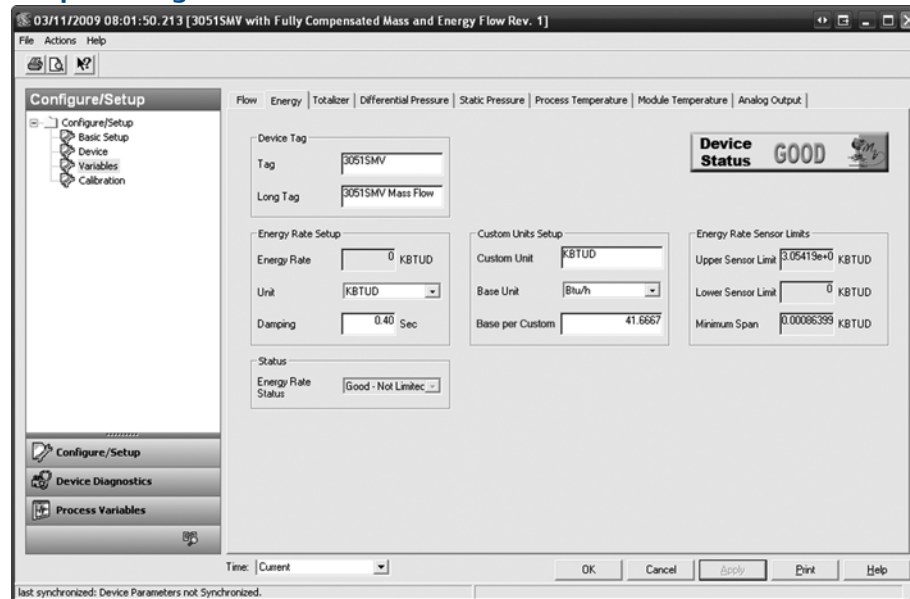 03/11/2009 08:01:50.213 [3051SMV with Fully Compensated Mass and Energy Flow Rev. 1]
File Actions Help
Configure/Setup
Configure/Setup
Basic Setup
Device
Variables
Calibration
Configure/Setup
Device Diagnostics
Process Variables
Flow Energy Totalizer Differential Pressure Static Pressure Process Temperature Module Temperature Analog Output
Device Tag
Tag 3051SMV
Long Tag 3051SMV Mass Flow
Device Status GOOD
Energy Rate Setup
Energy Rate 0 KBTUD
Unit KBTUD
Damping 0.40 Sec
Custom Units Setup
Custom Unit KBTUD
Base Unit Btu/h
Base per Custom 41.6667
Energy Rate Sensor Limits
Upper Sensor Limit 3.05419e+0 KBTUD
Lower Sensor Limit 0 KBTUD
Minimum Span 0.00086399 KBTUD
Status
Energy Rate Status Good - Not Limitec
Time: Current
OK Cancel Apply Print Help
last synchronized: Device Parameters not Synchronized.